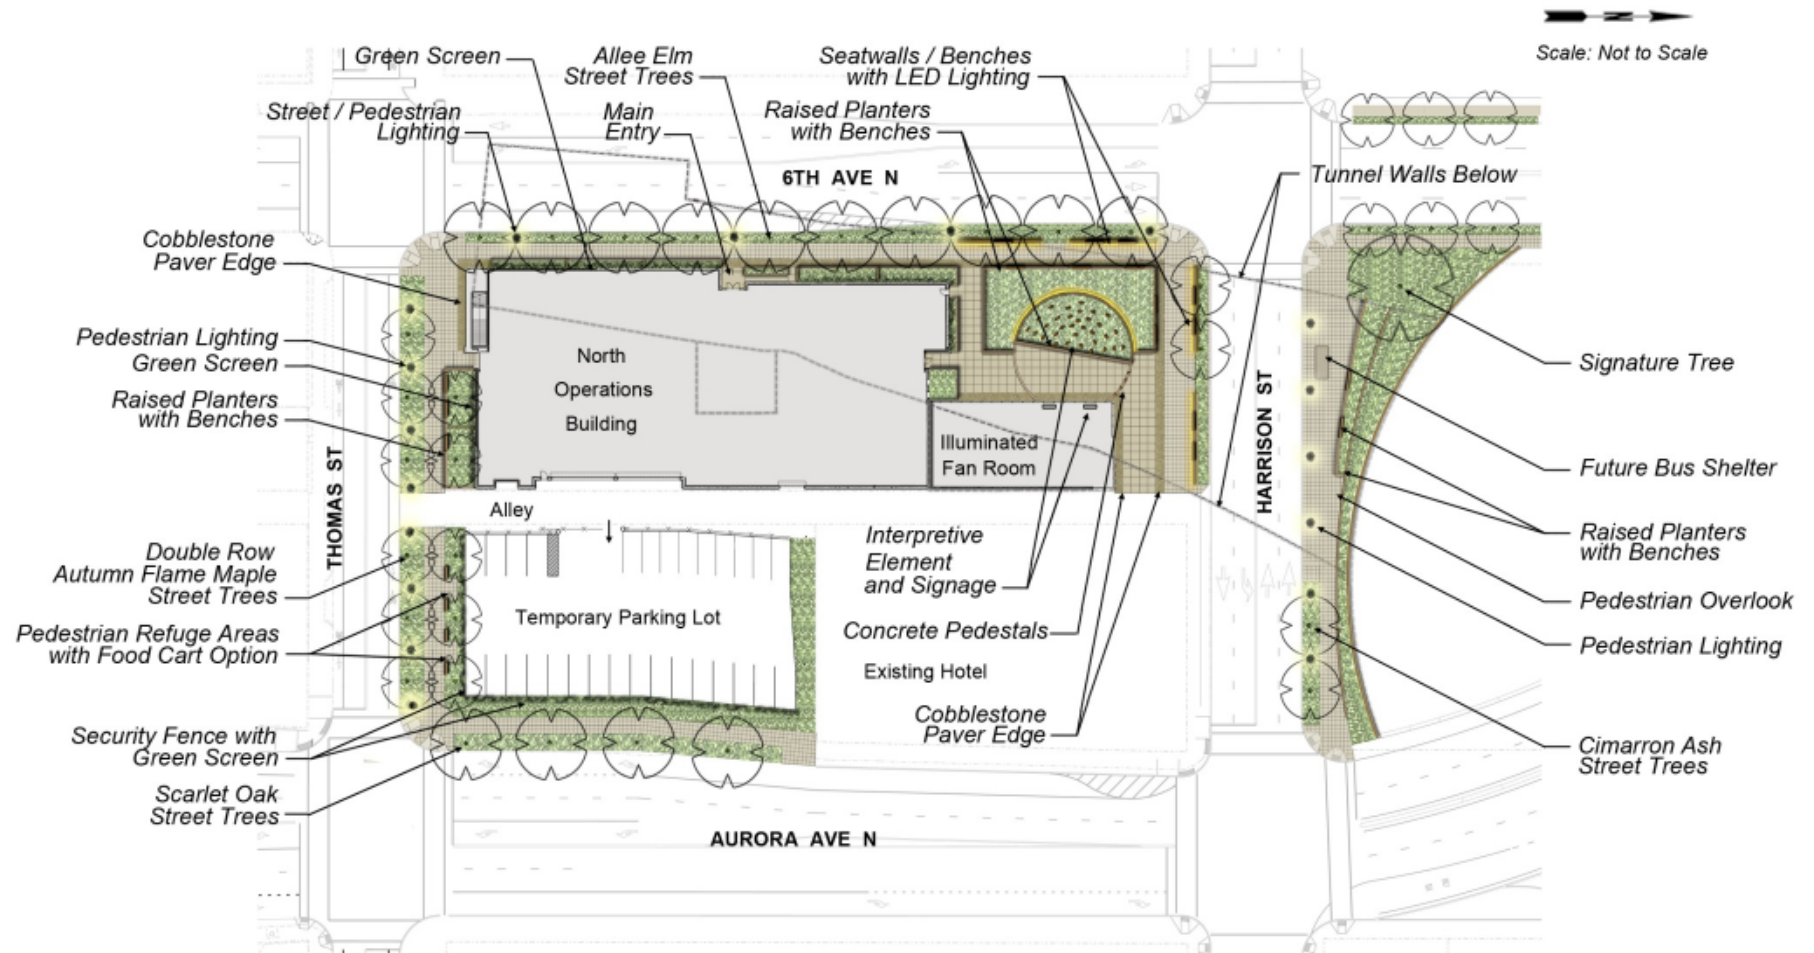 Scale: Not to Scale
Green Screen
Allee Elm
Street Trees
Seatwalls / Benches
with LED Lighting
Street / Pedestrian
Lighting
Main
Entry
Raised Planters
with Benches
6TH AVE N
Tunnel Walls Below
Cobblestone
Paver Edge
Pedestrian Lighting
Green Screen
Raised Planters
with Benches
THOMAS ST
Double Row
Autumn Flame Maple
Street Trees
Pedestrian Refuge Areas
with Food Cart Option
Security Fence with
Green Screen
Scarlet Oak
Street Trees
North
Operations
Building
Illuminated
Fan Room
Alley
Temporary Parking Lot
Interpretive
Element
and Signage
Concrete Pedestals
Existing Hotel
Cobblestone
Paver Edge
HARRISON ST
AURORA AVE N
Signature Tree
Future Bus Shelter
Raised Planters
with Benches
Pedestrian Overlook
Pedestrian Lighting
Cimarron Ash
Street Trees